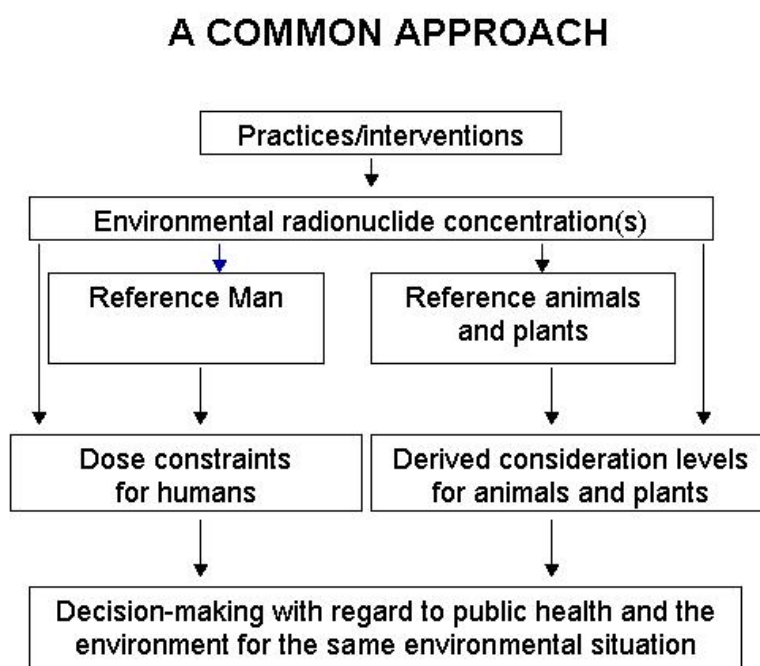 A COMMON APPROACH
Practices/interventions
Environmental radionuclide concentration(s)
Reference Man
Reference animals
and plants
Dose constraints
for humans
Derived consideration levels
for animals and plants
Decision-making with regard to public health and the
environment for the same environmental situation